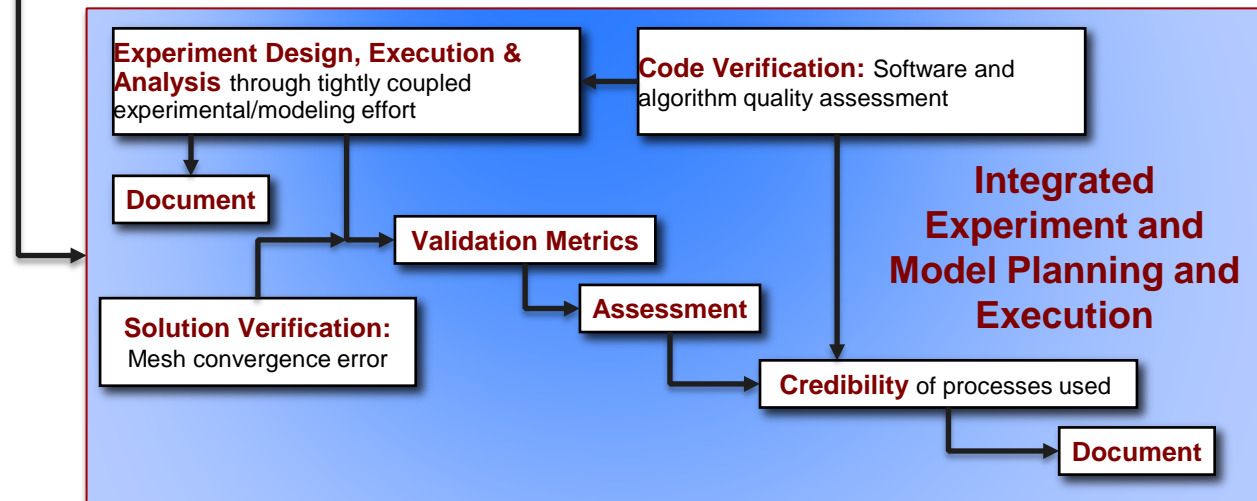 Experiment Design, Execution &
Analysis through tightly coupled
experimental/modeling effort
Code Verification: Software and
algorithm quality assessment
Document
Integrated
Experiment and
Model Planning and
Execution
Validation Metrics
Assessment
Solution Verification:
Mesh convergence error
Credibility of processes used
Document